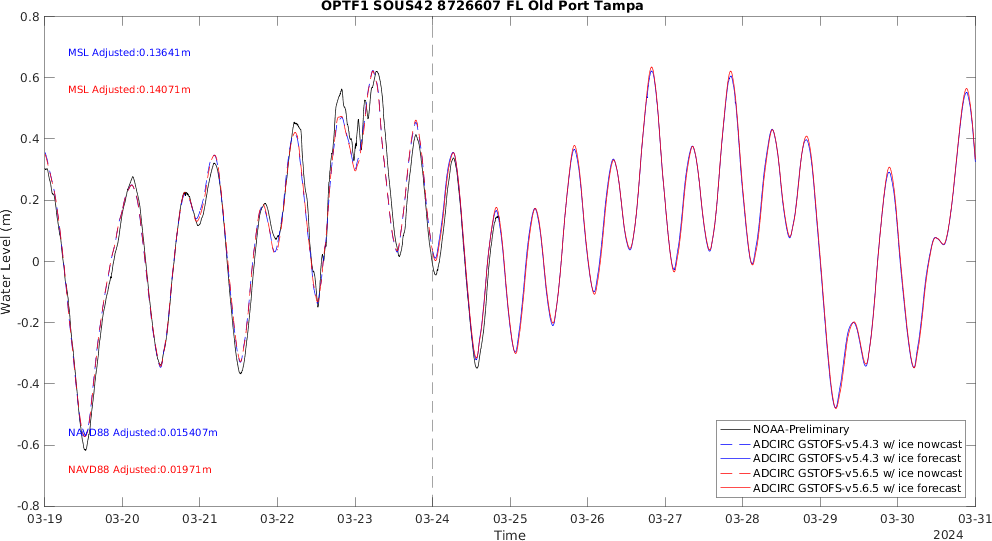 OPTF1 SOUS42 8726607 FL Old Port Tampa
0.8
0.6
0.4
0.2
0
-0.2
-0.4
-0.6
-0.8
Water Level (m)
MSL Adjusted:0.13641m
MSL Adjusted:0.14071m
NAVD88 Adjusted:0.015407m
NAVD88 Adjusted:0.01971m
NOAA-Preliminary
ADCIRC GSTOFS-v5.4.3 w/ ice nowcast
ADCIRC GSTOFS-v5.4.3 w/ ice forecast
ADCIRC GSTOFS-v5.6.5 w/ ice nowcast
ADCIRC GSTOFS-v5.6.5 w/ ice forecast
03-19 03-20 03-21 03-22 03-23 03-24 03-25 03-26 03-27 03-28 03-29 03-30 03-31
Time
2024